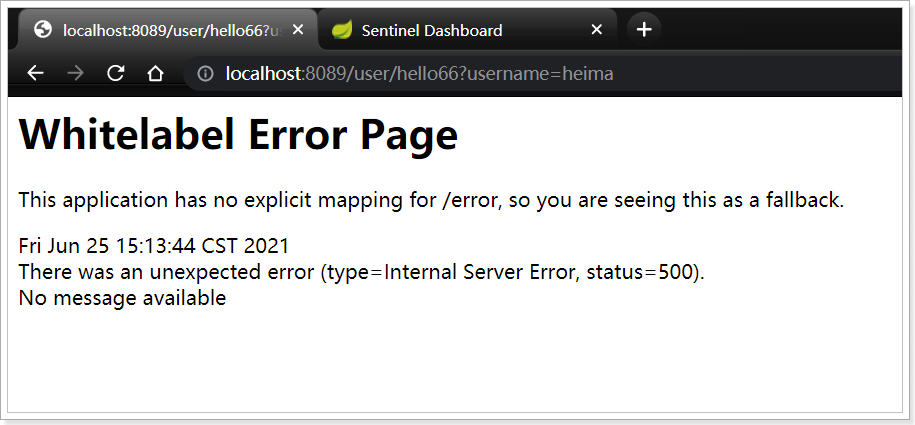 localhost:8089/user/hello66?us
Sentinel Dashboard
localhost:8089/user/hello66?username=heima
Whitelabel Error Page
This application has no explicit mapping for /error, so you are seeing this as a fallback.
Fri Jun 25 15:13:44 CST 2021
There was an unexpected error (type=Internal Server Error, status=500).
No message available